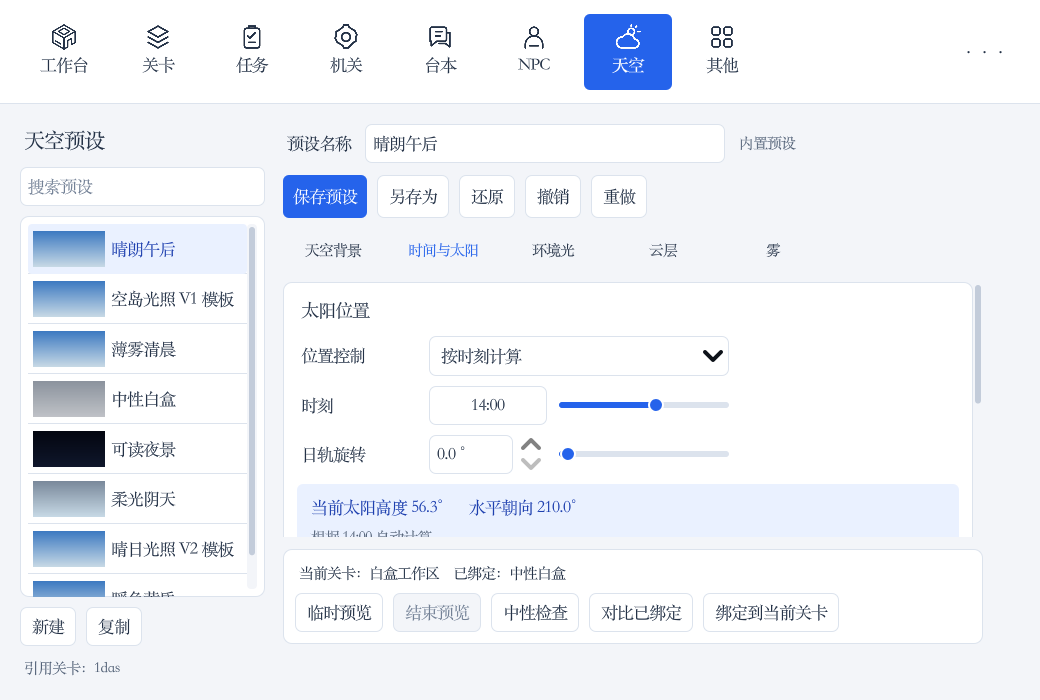 工作台 关卡 任务 机关 台本 NPC 天空 其他 · · ·
天空预设
搜索预设
晴朗午后
空岛光照 V1 模板
薄雾清晨
中性白盒
可读夜景
柔光阴天
晴日光照 V2 模板
新建 复制
引用关卡：1das
预设名称 晴朗午后 内置预设
保存预设 另存为 还原 撤销 重做
天空背景 时间与太阳 环境光 云层 雾
太阳位置
位置控制 按时刻计算
时刻 14:00
日轨旋转 0.0 °
当前太阳高度 56.3° 水平朝向 210.0°
根据 14:00 自动计算
当前关卡：白盒工作区 已绑定：中性白盒
临时预览 结束预览 中性检查 对比已绑定 绑定到当前关卡